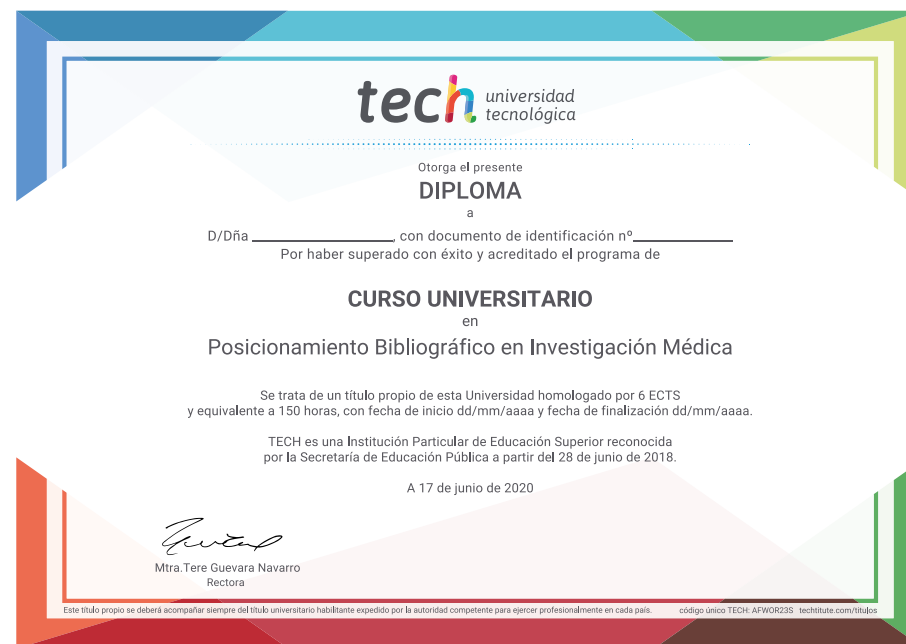 tech universidad
tecnológica
Otorga el presente
DIPLOMA
a
D/Dña ________________, con documento de identificación nº____________
Por haber superado con éxito y acreditado el programa de
CURSO UNIVERSITARIO
en
Posicionamiento Bibliográfico en Investigación Médica
Se trata de un título propio de esta Universidad homologado por 6 ECTS
y equivalente a 150 horas, con fecha de inicio dd/mm/aaaa y fecha de finalización dd/mm/aaaa.
TECH es una Institución Particular de Educación Superior reconocida
por la Secretaría de Educación Pública a partir del 28 de junio de 2018.
A 17 de junio de 2020
Mtra.Tere Guevara Navarro
Rectora
Este título propio se deberá acompañar siempre del título universitario habilitante expedido por la autoridad competente para ejercer profesionalmente en cada país. código único TECH: AFWOR23S techtitute.com/titulos